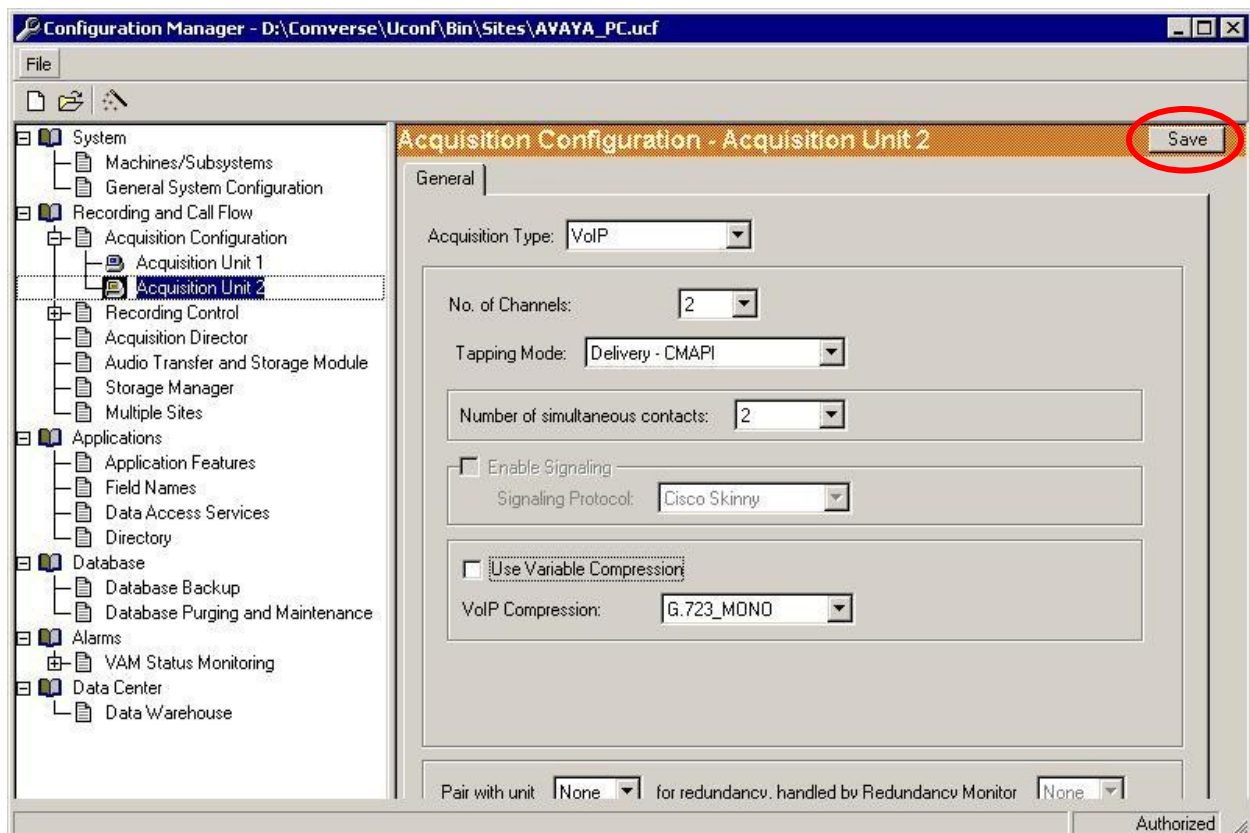 Configuration Manager - D:\Comverse\Uconf\Bin\Sites\AVAYA_PC.ucf
File
System
Machines/Subsystems
General System Configuration
Recording and Call Flow
Acquisition Configuration
Acquisition Unit 1
Acquisition Unit 2
Recording Control
Acquisition Director
Audio Transfer and Storage Module
Storage Manager
Multiple Sites
Applications
Application Features
Field Names
Data Access Services
Directory
Database
Database Backup
Database Purging and Maintenance
Alarms
VAM Status Monitoring
Data Center
Data Warehouse
Acquisition Configuration - Acquisition Unit 2
Save
General
Acquisition Type: VoIP
No. of Channels: 2
Tapping Mode: Delivery - CMAPI
Number of simultaneous contacts: 2
Enable Signaling
Signaling Protocol: Cisco Skinny
Use Variable Compression
VoIP Compression: G.723_MONO
Pair with unit None for redundancy, handled by Redundancy Monitor None
Authorized